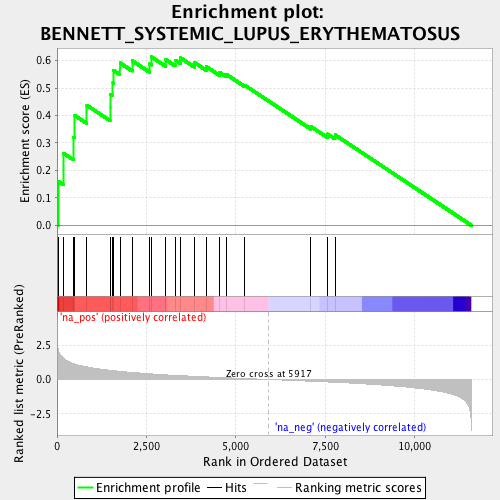 Enrichment plot:
BENNETT_SYSTEMIC_LUPUS_ERYTHEMATOSUS
Enrichment score (ES)
0.6
0.5
0.4
0.3
0.2
0.1
0.0
'na_pos' (positively correlated)
Ranked list metric (PreRanked)
2.5
0.0
-2.5
Zero cross at 5917
'na_neg' (negatively correlated)
0 2,500 5,000 7,500 10,000
Rank in Ordered Dataset
Enrichment profile Hits Ranking metric scores